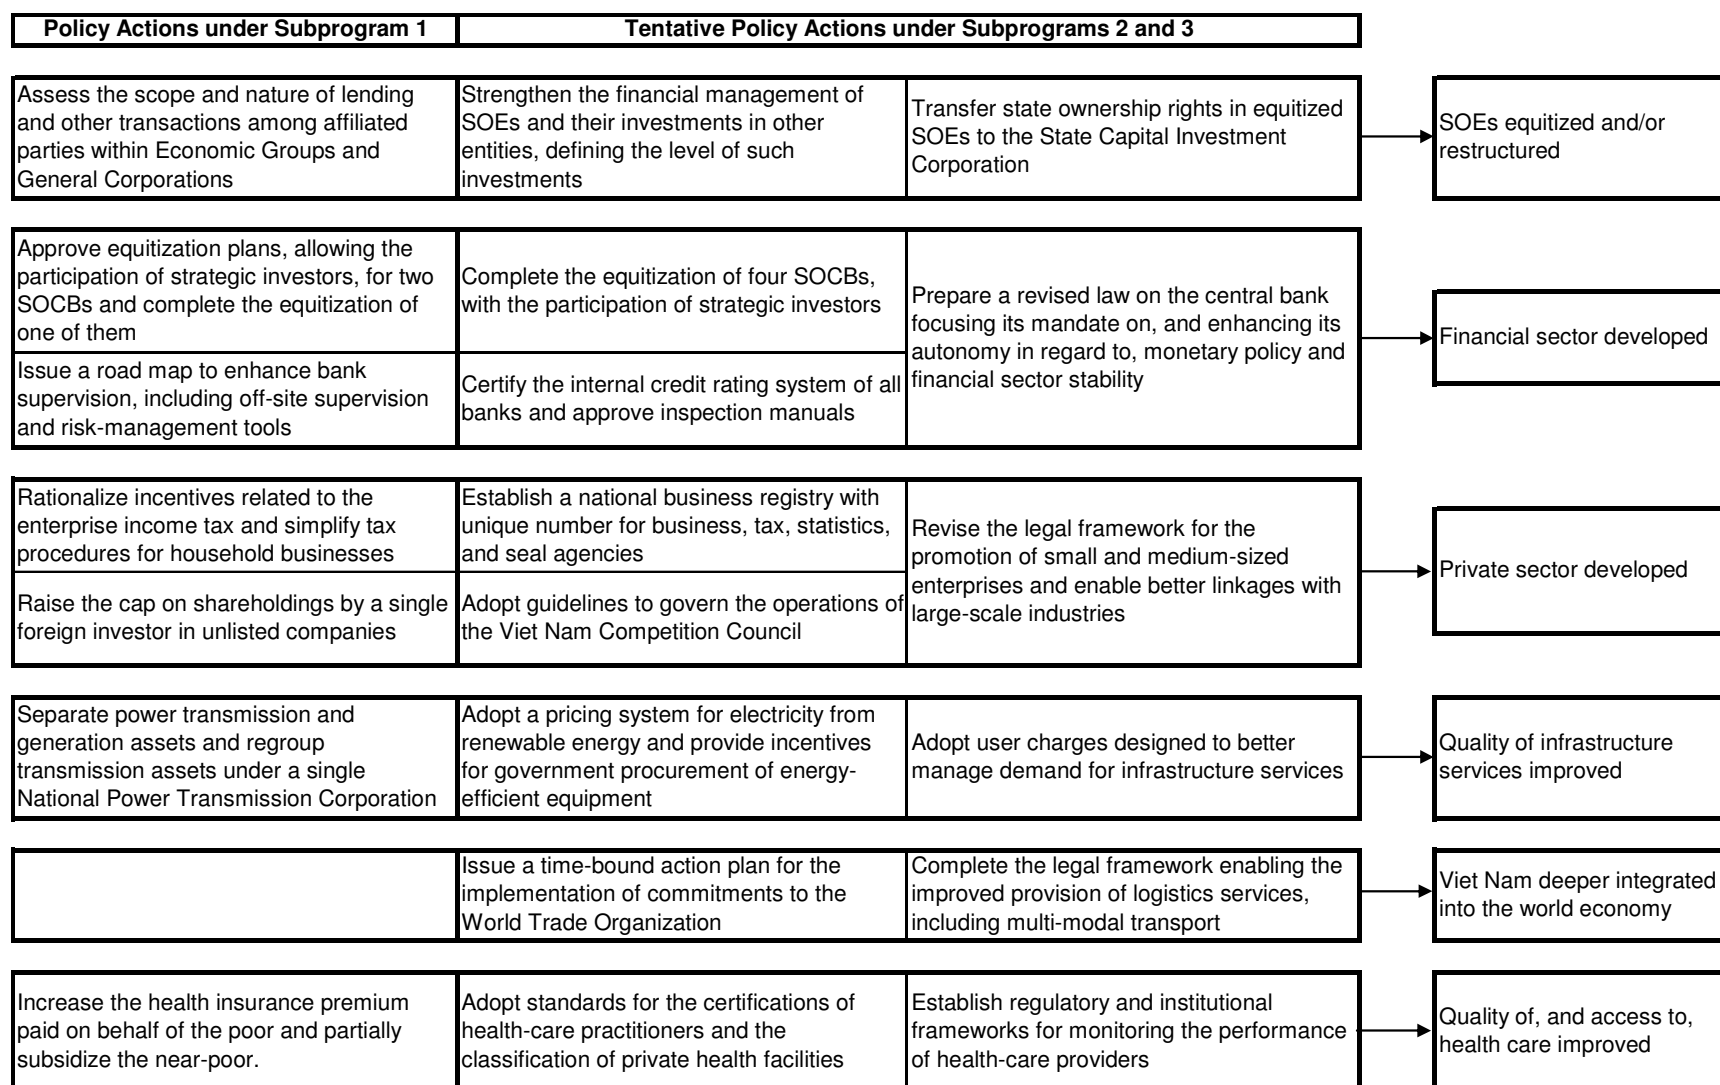 Policy Actions under Subprogram 1
Tentative Policy Actions under Subprograms 2 and 3
Assess the scope and nature of lending
and other transactions among affiliated
parties within Economic Groups and
General Corporations
Strengthen the financial management of
SOEs and their investments in other
entities, defining the level of such
investments
Transfer state ownership rights in equitized
SOEs to the State Capital Investment
Corporation
SOEs equitized and/or
restructured
Approve equitization plans, allowing the
participation of strategic investors, for two
SOCBs and complete the equitization of
one of them
Complete the equitization of four SOCBs,
with the participation of strategic investors
Prepare a revised law on the central bank
focusing its mandate on, and enhancing its
autonomy in regard to, monetary policy and
financial sector stability
Financial sector developed
Issue a road map to enhance bank
supervision, including off-site supervision
and risk-management tools
Certify the internal credit rating system of all
banks and approve inspection manuals
Rationalize incentives related to the
enterprise income tax and simplify tax
procedures for household businesses
Establish a national business registry with
unique number for business, tax, statistics,
and seal agencies
Revise the legal framework for the
promotion of small and medium-sized
enterprises and enable better linkages with
large-scale industries
Private sector developed
Raise the cap on shareholdings by a single
foreign investor in unlisted companies
Adopt guidelines to govern the operations of
the Viet Nam Competition Council
Separate power transmission and
generation assets and regroup
transmission assets under a single
National Power Transmission Corporation
Adopt a pricing system for electricity from
renewable energy and provide incentives
for government procurement of energy-
efficient equipment
Adopt user charges designed to better
manage demand for infrastructure services
Quality of infrastructure
services improved
Issue a time-bound action plan for the
implementation of commitments to the
World Trade Organization
Complete the legal framework enabling the
improved provision of logistics services,
including multi-modal transport
Viet Nam deeper integrated
into the world economy
Increase the health insurance premium
paid on behalf of the poor and partially
subsidize the near-poor.
Adopt standards for the certifications of
health-care practitioners and the
classification of private health facilities
Establish regulatory and institutional
frameworks for monitoring the performance
of health-care providers
Quality of, and access to,
health care improved